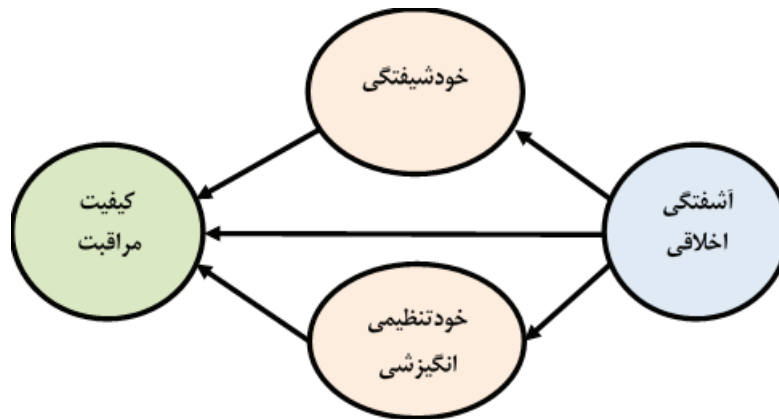 خودشیفتگی
آشفتگی
اخلاقی
کیفیت
مراقبت
خودتنظیمی
انگیزشی